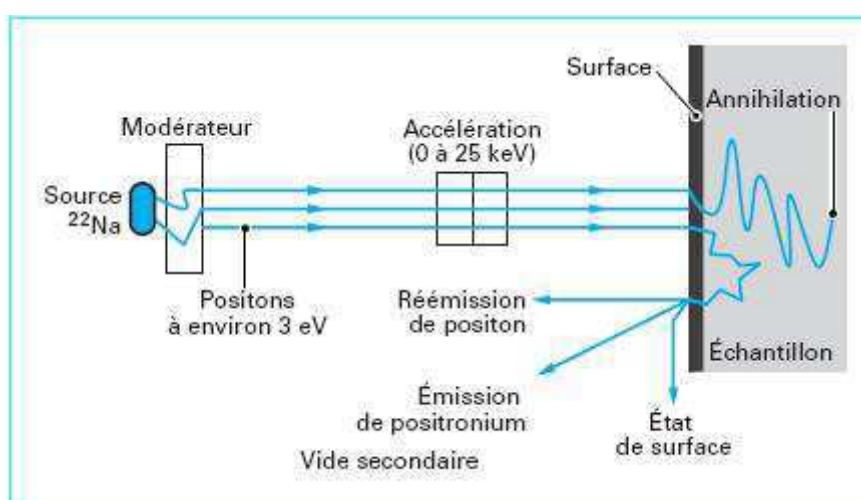 Surface
Annihilation
Modérateur
Accélération
(0 à 25 keV)
Source
²²Na
Positons
à environ 3 eV
Réémission
de positon
Échantillon
Émission
de positronium
État
de surface
Vide secondaire